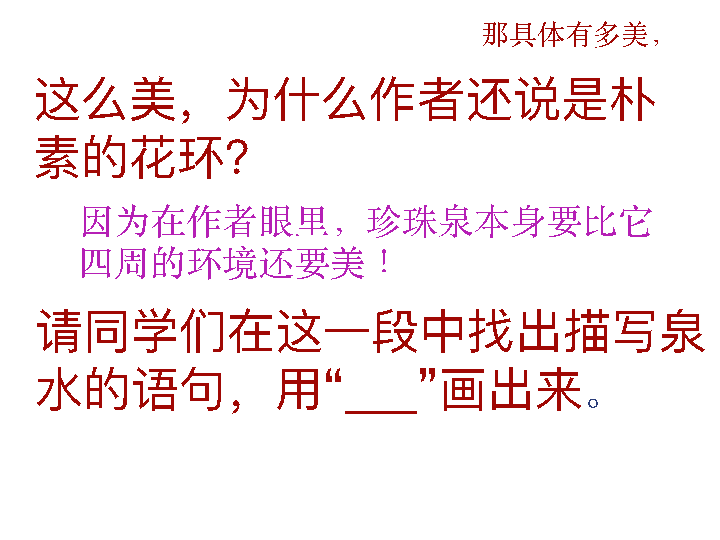 那具体有多美，
这么美，为什么作者还说是朴
素的花环？
因为在作者眼里，珍珠泉本身要比它
四周的环境还要美！
请同学们在这一段中找出描写泉
水的语句，用“___”画出来。